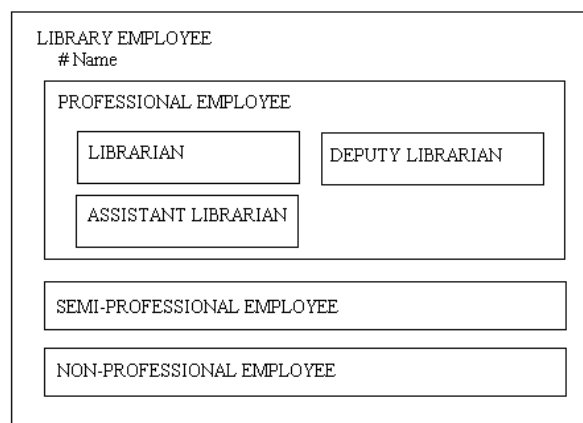 LIBRARY EMPLOYEE
# Name
PROFESSIONAL EMPLOYEE
LIBRARIAN
DEPUTY LIBRARIAN
ASSISTANT LIBRARIAN
SEMI-PROFESSIONAL EMPLOYEE
NON-PROFESSIONAL EMPLOYEE